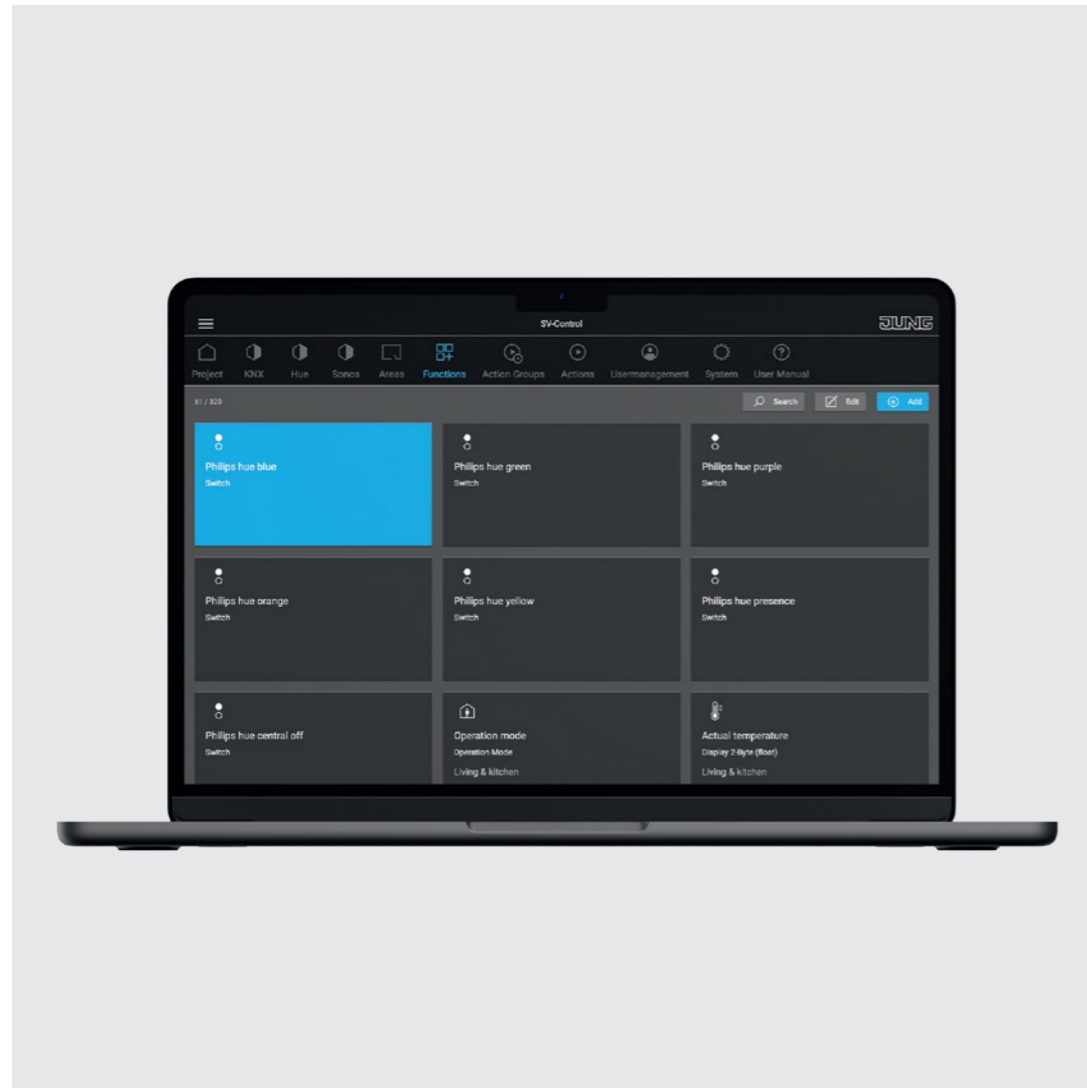 SV-Control
JUNG
Project KNX Hue Sonos Areas Functions Action Groups Actions Usermanagement System User Manual
51 / 320 Search Edit Add
Philips hue blue
Switch
Philips hue green
Switch
Philips hue purple
Switch
Philips hue orange
Switch
Philips hue yellow
Switch
Philips hue presence
Switch
Philips hue central off
Switch
Operation mode
Operation Mode
Living & kitchen
Actual temperature
Display 2-Byte (float)
Living & kitchen